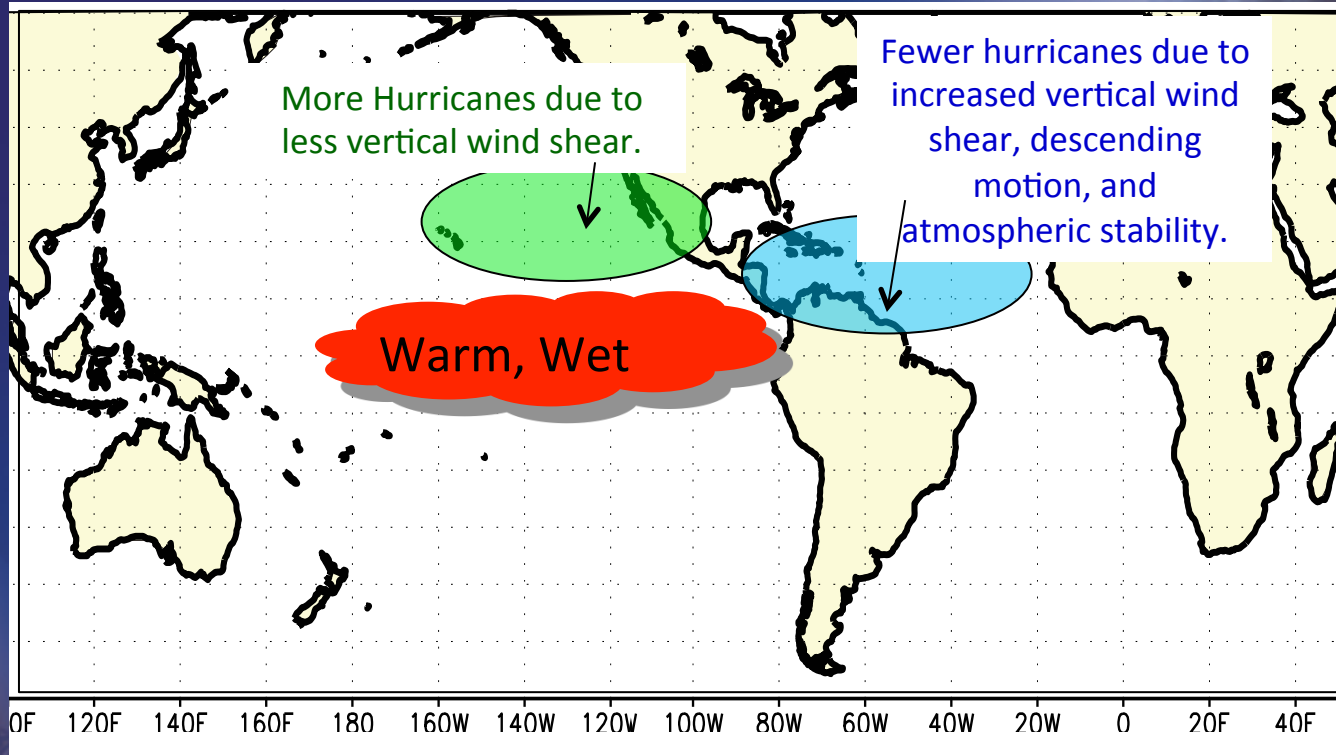 More Hurricanes due to
less vertical wind shear.
Fewer hurricanes due to
increased vertical wind
shear, descending
motion, and
atmospheric stability.
Warm, Wet
0E 120E 140E 160E 180 160W 140W 120W 100W 80W 60W 40W 20W 0 20E 40E